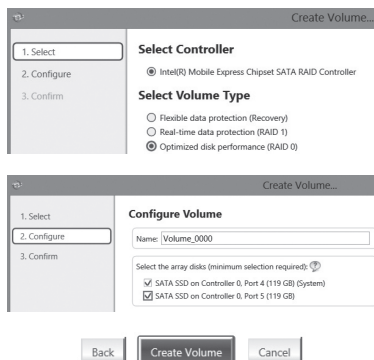 Create Volume...
1. Select
2. Configure
3. Confirm
Select Controller
Intel(R) Mobile Express Chipset SATA RAID Controller
Select Volume Type
Flexible data protection (Recovery)
Real-time data protection (RAID 1)
Optimized disk performance (RAID 0)
Create Volume...
1. Select
2. Configure
3. Confirm
Configure Volume
Name: Volume_0000
Select the array disks (minimum selection required): ?
SATA SSD on Controller 0, Port 4 (119 GB) (System)
SATA SSD on Controller 0, Port 5 (119 GB)
Back
Create Volume
Cancel